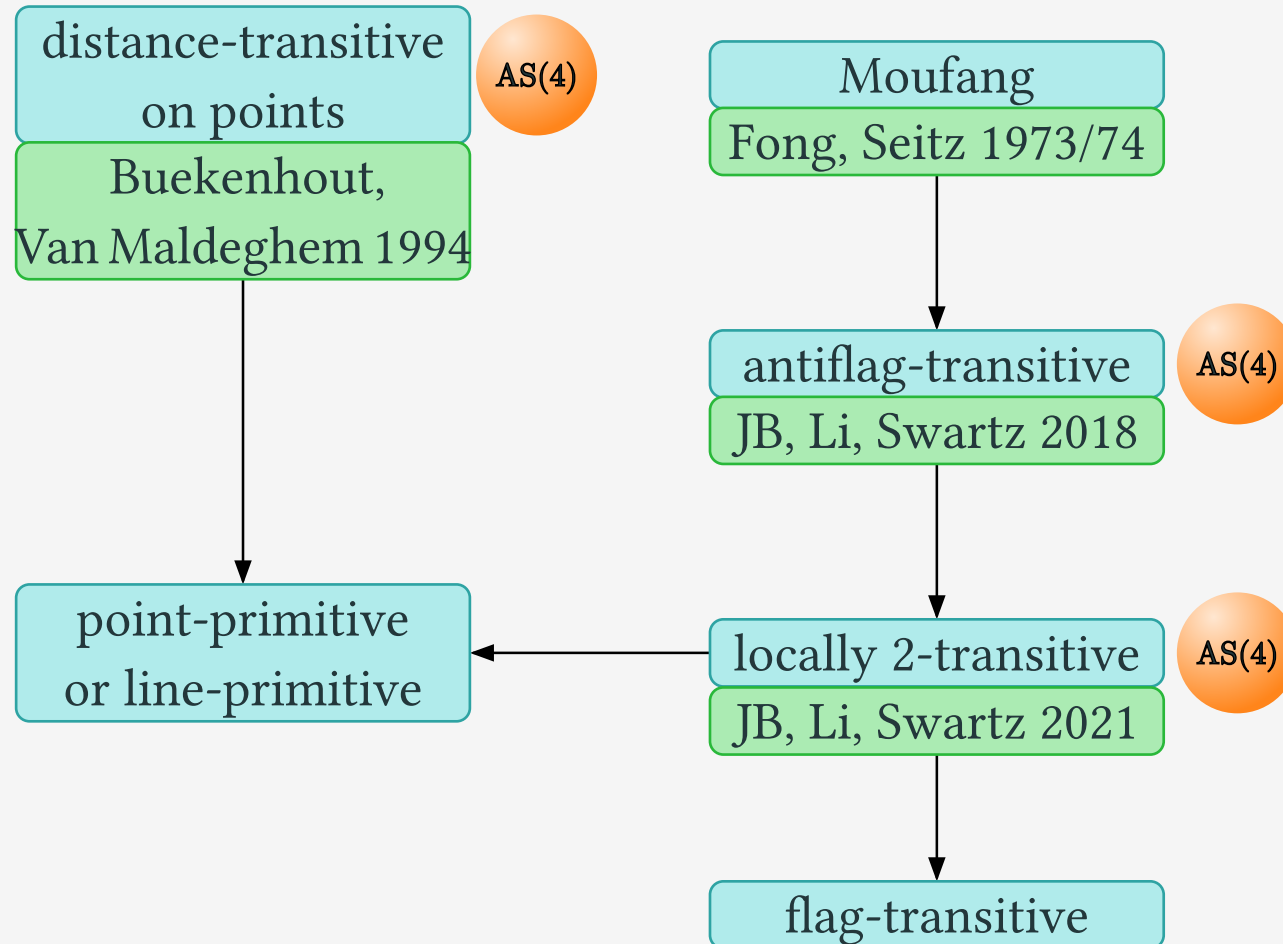 distance-transitive
on points
AS(4)
Buekenhout,
Van Maldeghem 1994
Moufang
Fong, Seitz 1973/74
antiflag-transitive
AS(4)
JB, Li, Swartz 2018
point-primitive
or line-primitive
locally 2-transitive
AS(4)
JB, Li, Swartz 2021
flag-transitive